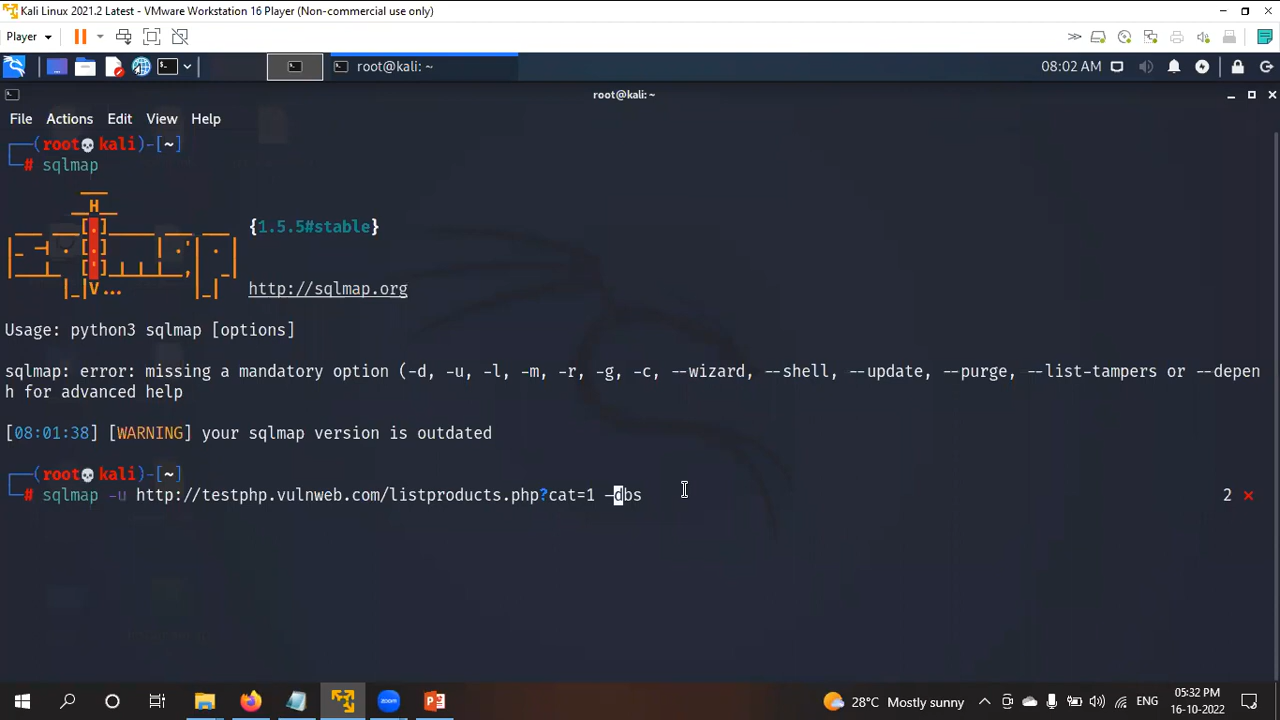 Kali Linux 2021.2 Latest - VMware Workstation 16 Player (Non-commercial use only)
Player
root@kali: ~
08:02 AM
root@kali: ~
File Actions Edit View Help
┌──(root💀kali)-[~]
└─# sqlmap
H
V...
{1.5.5#stable}
http://sqlmap.org
Usage: python3 sqlmap [options]
sqlmap: error: missing a mandatory option (-d, -u, -l, -m, -r, -g, -c, --wizard, --shell, --update, --purge, --list-tampers or --depen
h for advanced help
[08:01:38] [WARNING] your sqlmap version is outdated
┌──(root💀kali)-[~]
└─# sqlmap -u http://testphp.vulnweb.com/listproducts.php?cat=1 –dbs 2 ×
28°C Mostly sunny
ENG
05:32 PM
16-10-2022